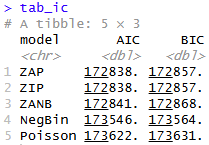 > tab_ic
# A tibble: 5 × 3
model AIC BIC
<chr> <dbl> <dbl>
1 ZAP 172838. 172857.
2 ZIP 172838. 172857.
3 ZANB 172841. 172868.
4 NegBin 173546. 173564.
5 Poisson 173622. 173631.